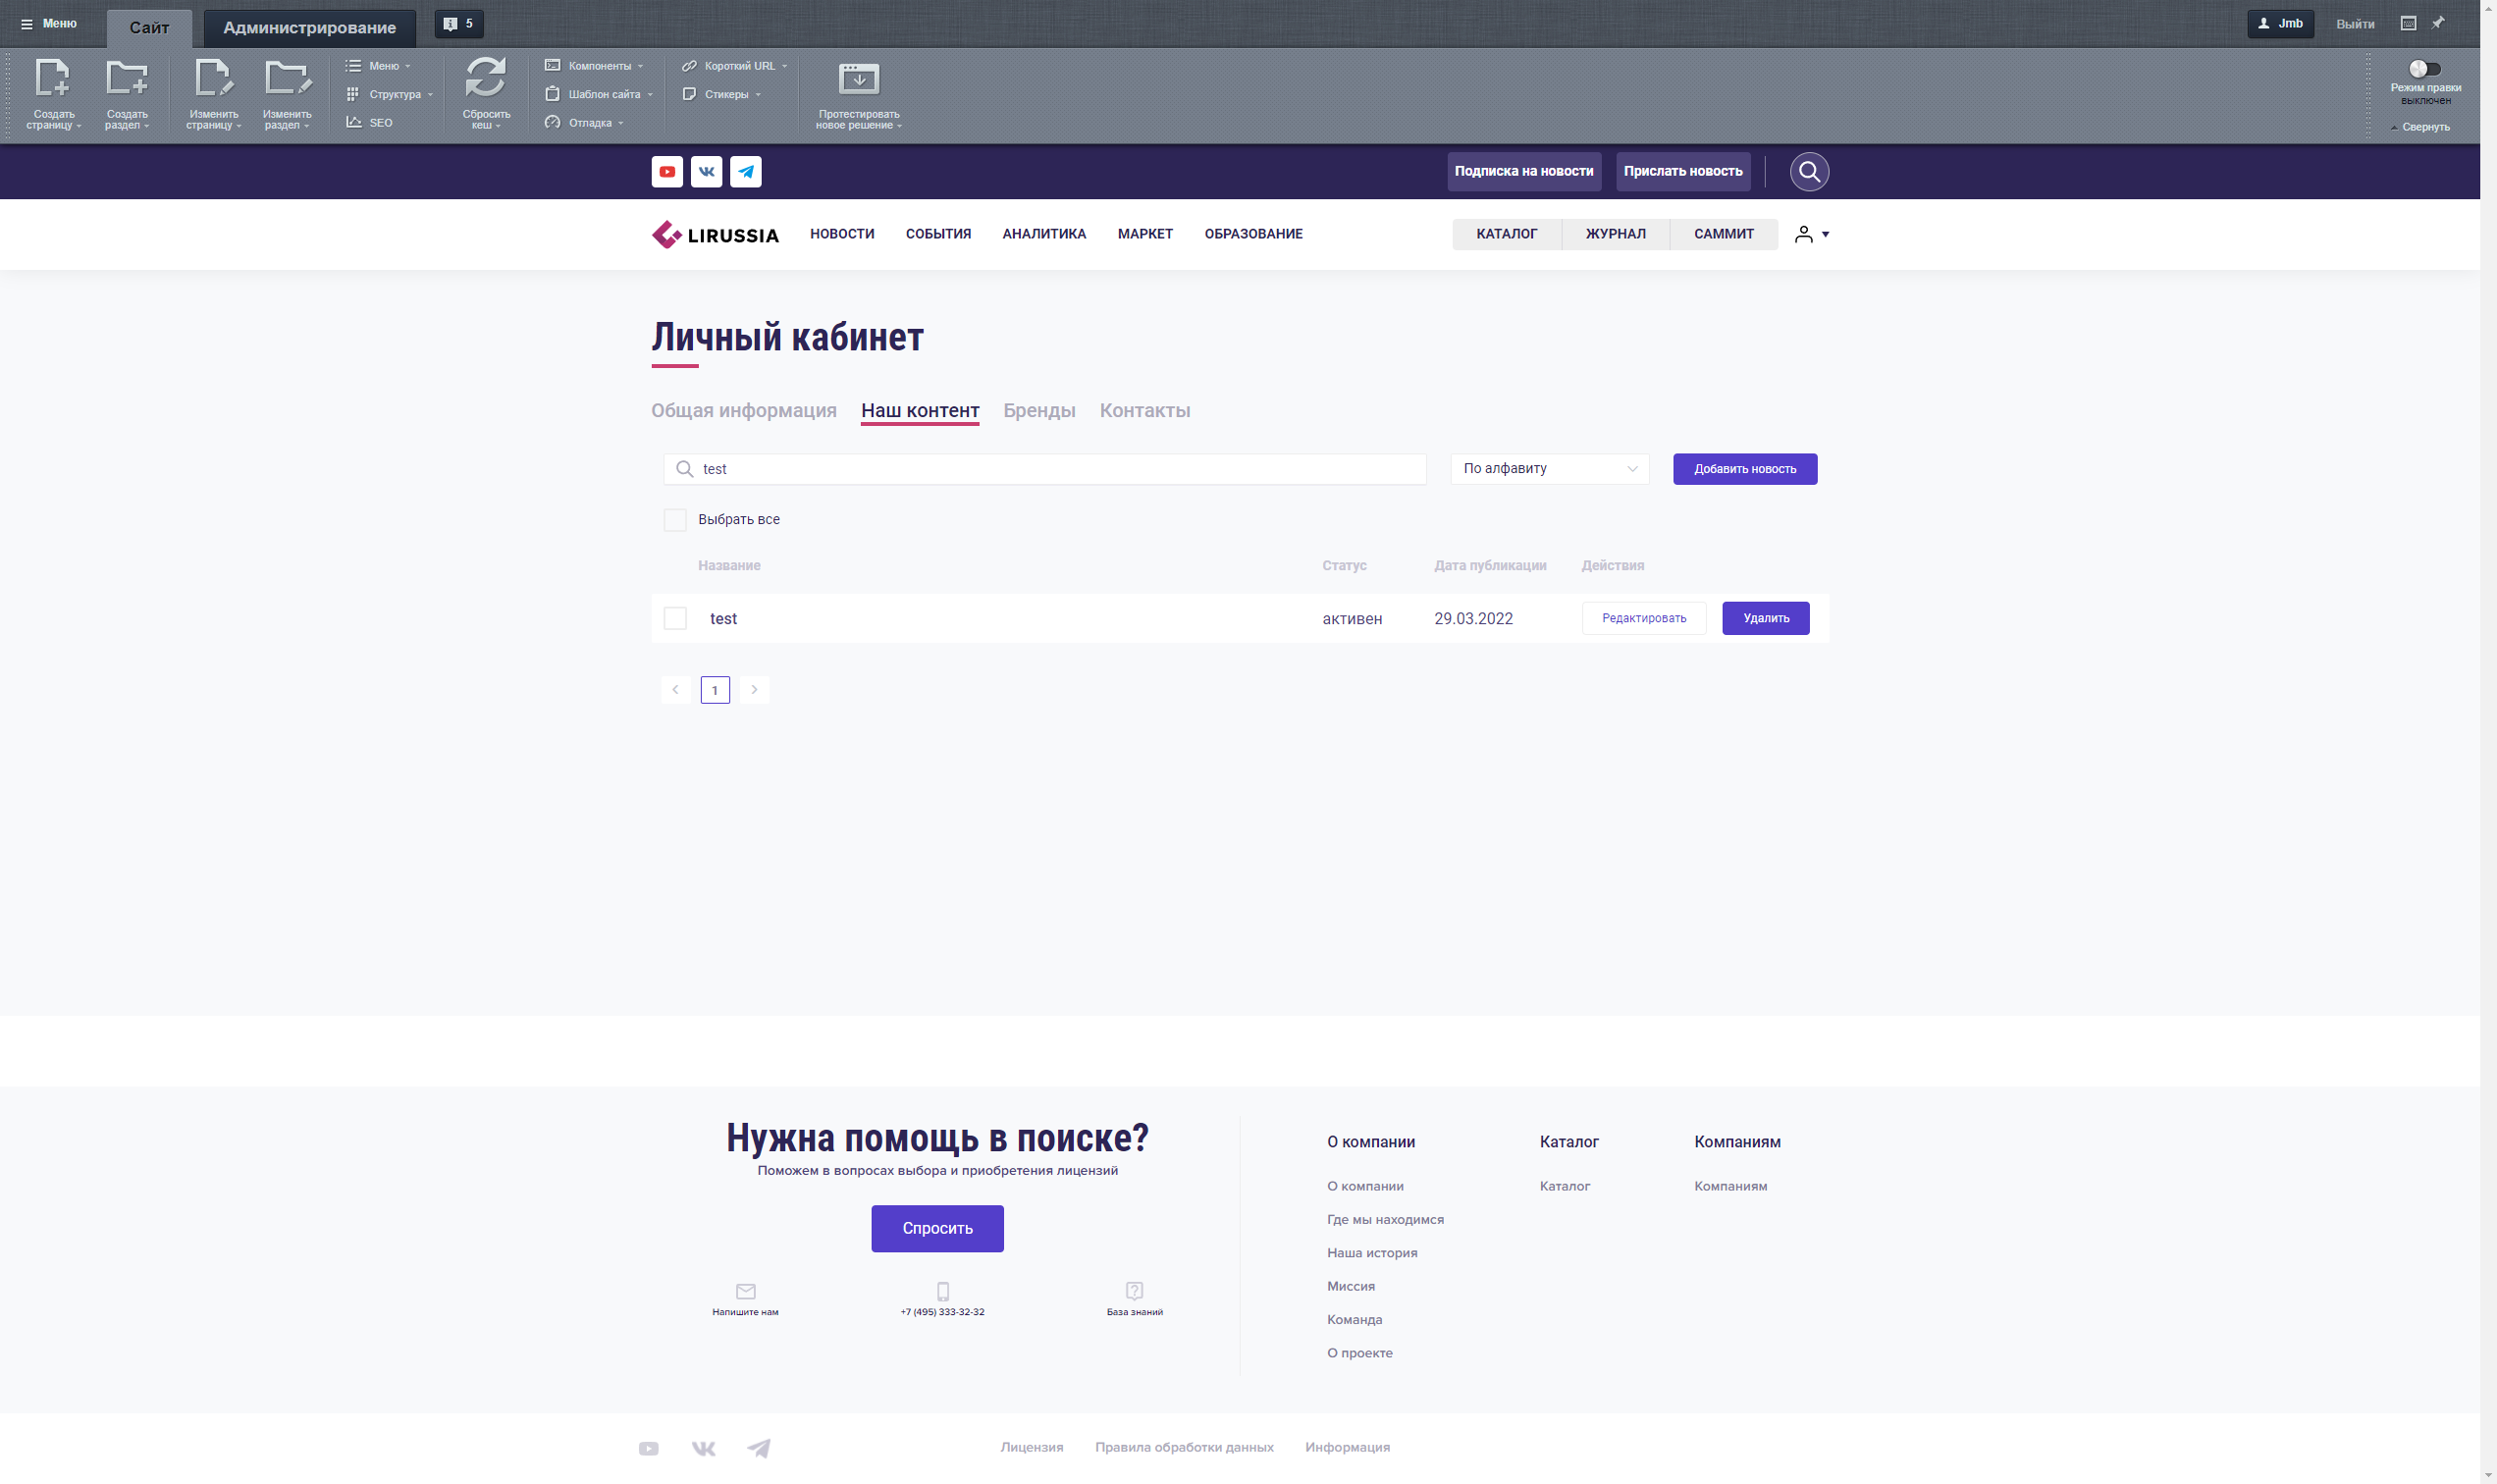 Меню
Сайт
Администрирование
5
Jmb
Выйти
Создать страницу
Создать раздел
Изменить страницу
Изменить раздел
Меню
Структура
SEO
Сбросить кеш
Компоненты
Шаблон сайта
Отладка
Короткий URL
Стикеры
Протестировать новое решение
Режим правки
выключен
Свернуть
Подписка на новости
Прислать новость
LIRUSSIA
НОВОСТИ
СОБЫТИЯ
АНАЛИТИКА
МАРКЕТ
ОБРАЗОВАНИЕ
КАТАЛОГ
ЖУРНАЛ
САММИТ
Личный кабинет
Общая информация
Наш контент
Бренды
Контакты
test
По алфавиту
Добавить новость
Выбрать все
Название
Статус
Дата публикации
Действия
test
активен
29.03.2022
Редактировать
Удалить
1
Нужна помощь в поиске?
Поможем в вопросах выбора и приобретения лицензий
Спросить
Напишите нам
+7 (495) 333-32-32
База знаний
О компании
О компании
Где мы находимся
Наша история
Миссия
Команда
О проекте
Каталог
Каталог
Компаниям
Компаниям
Лицензия
Правила обработки данных
Информация